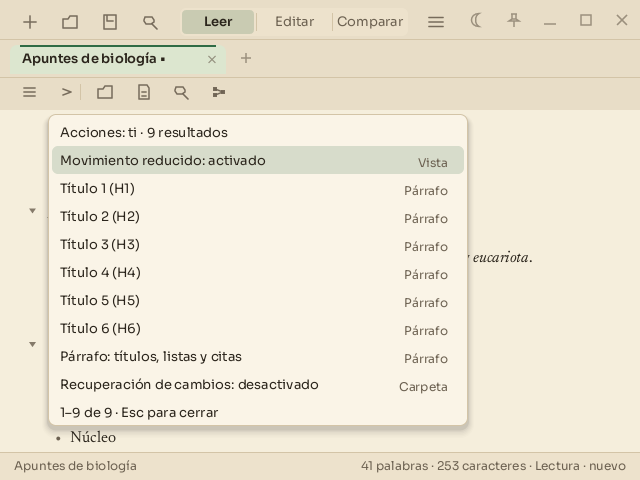 Leer Editar Comparar
Apuntes de biología •
Acciones: ti · 9 resultados
Movimiento reducido: activado Vista
Título 1 (H1) Párrafo
Título 2 (H2) Párrafo
Título 3 (H3) Párrafo
Título 4 (H4) Párrafo
Título 5 (H5) Párrafo
Título 6 (H6) Párrafo
Párrafo: títulos, listas y citas Párrafo
Recuperación de cambios: desactivado Carpeta
1–9 de 9 · Esc para cerrar
y eucariota.
• Núcleo
Apuntes de biología 41 palabras · 253 caracteres · Lectura · nuevo